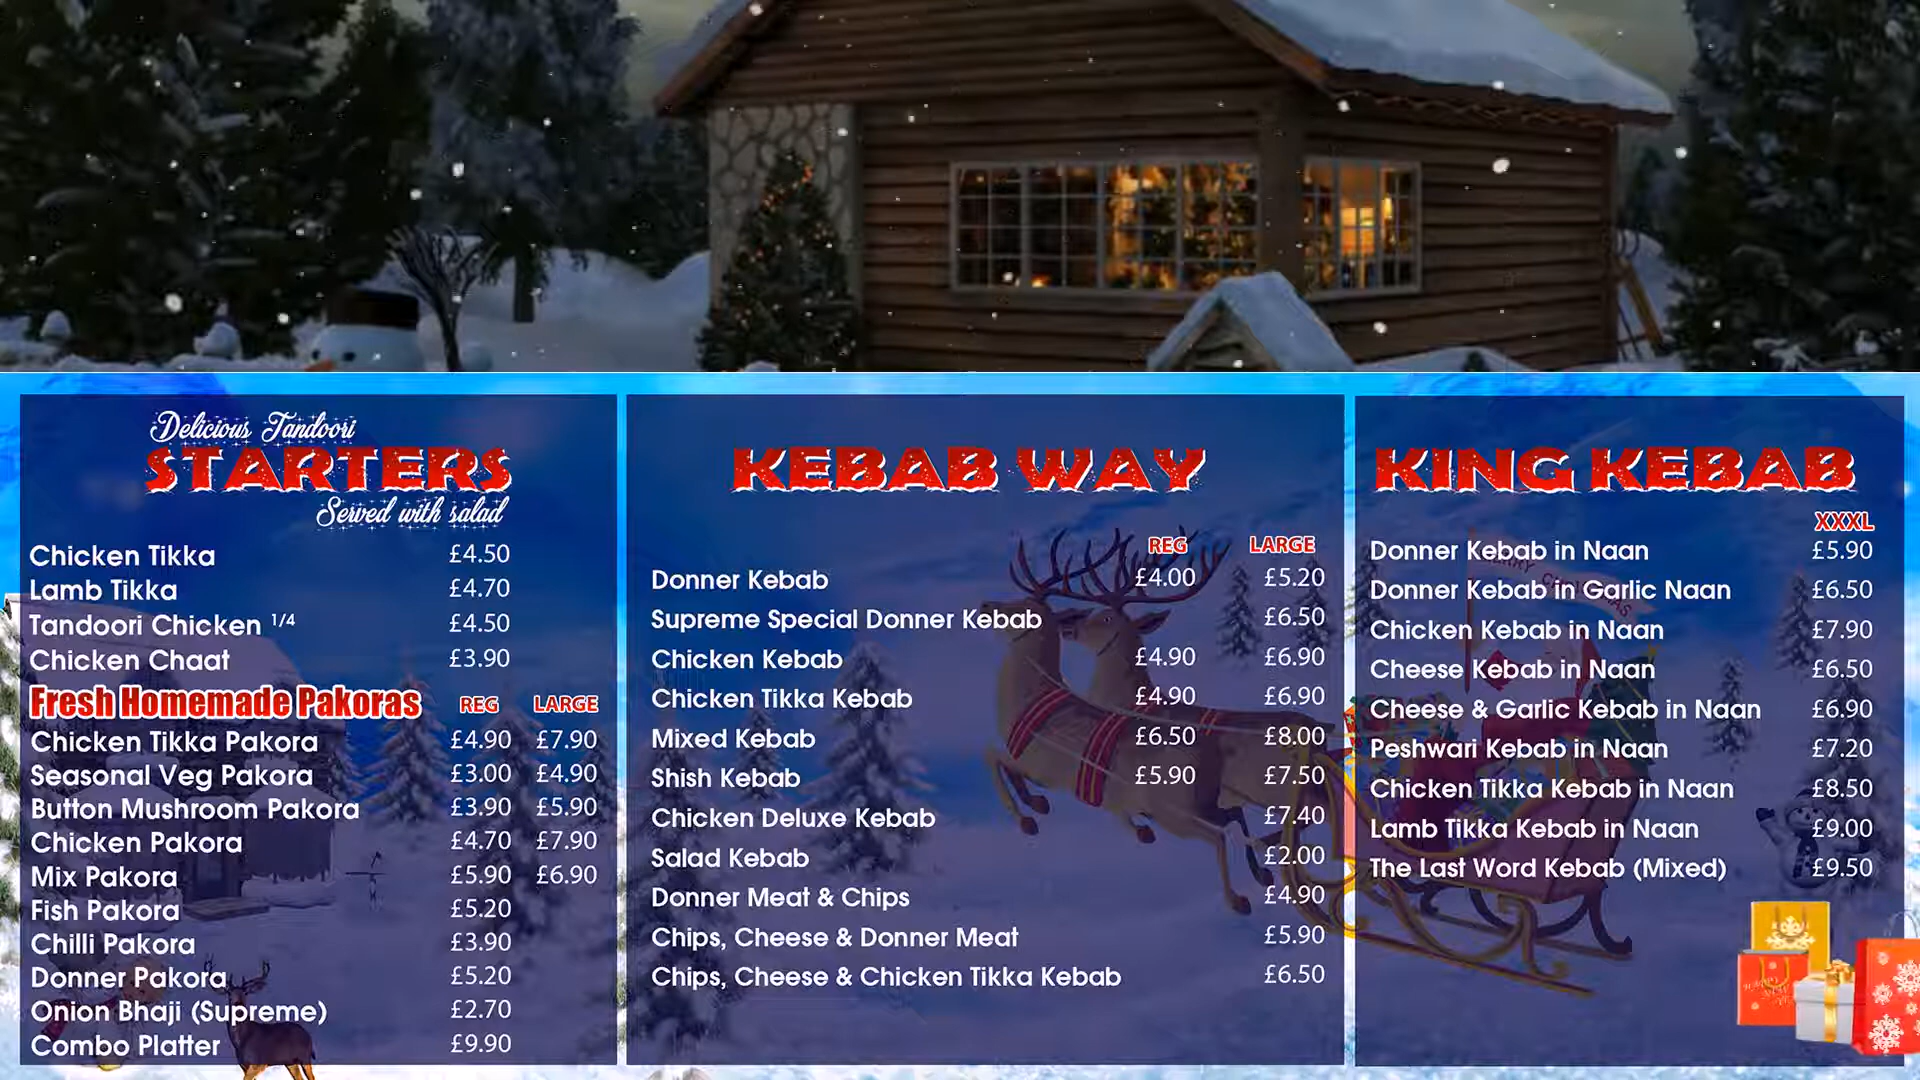 Delicious Tandoori
STARTERS
Served with salad
Chicken Tikka £4.50
Lamb Tikka £4.70
Tandoori Chicken 1/4 £4.50
Chicken Chaat £3.90
Fresh Homemade Pakoras REG LARGE
Chicken Tikka Pakora £4.90 £7.90
Seasonal Veg Pakora £3.00 £4.90
Button Mushroom Pakora £3.90 £5.90
Chicken Pakora £4.70 £7.90
Mix Pakora £5.90 £6.90
Fish Pakora £5.20
Chilli Pakora £3.90
Donner Pakora £5.20
Onion Bhaji (Supreme) £2.70
Combo Platter £9.90
KEBAB WAY
REG LARGE
Donner Kebab £4.00 £5.20
Supreme Special Donner Kebab £6.50
Chicken Kebab £4.90 £6.90
Chicken Tikka Kebab £4.90 £6.90
Mixed Kebab £6.50 £8.00
Shish Kebab £5.90 £7.50
Chicken Deluxe Kebab £7.40
Salad Kebab £2.00
Donner Meat & Chips £4.90
Chips, Cheese & Donner Meat £5.90
Chips, Cheese & Chicken Tikka Kebab £6.50
KING KEBAB
XXXL
Donner Kebab in Naan £5.90
Donner Kebab in Garlic Naan £6.50
Chicken Kebab in Naan £7.90
Cheese Kebab in Naan £6.50
Cheese & Garlic Kebab in Naan £6.90
Peshwari Kebab in Naan £7.20
Chicken Tikka Kebab in Naan £8.50
Lamb Tikka Kebab in Naan £9.00
The Last Word Kebab (Mixed) £9.50
MERRY CHRISTMAS